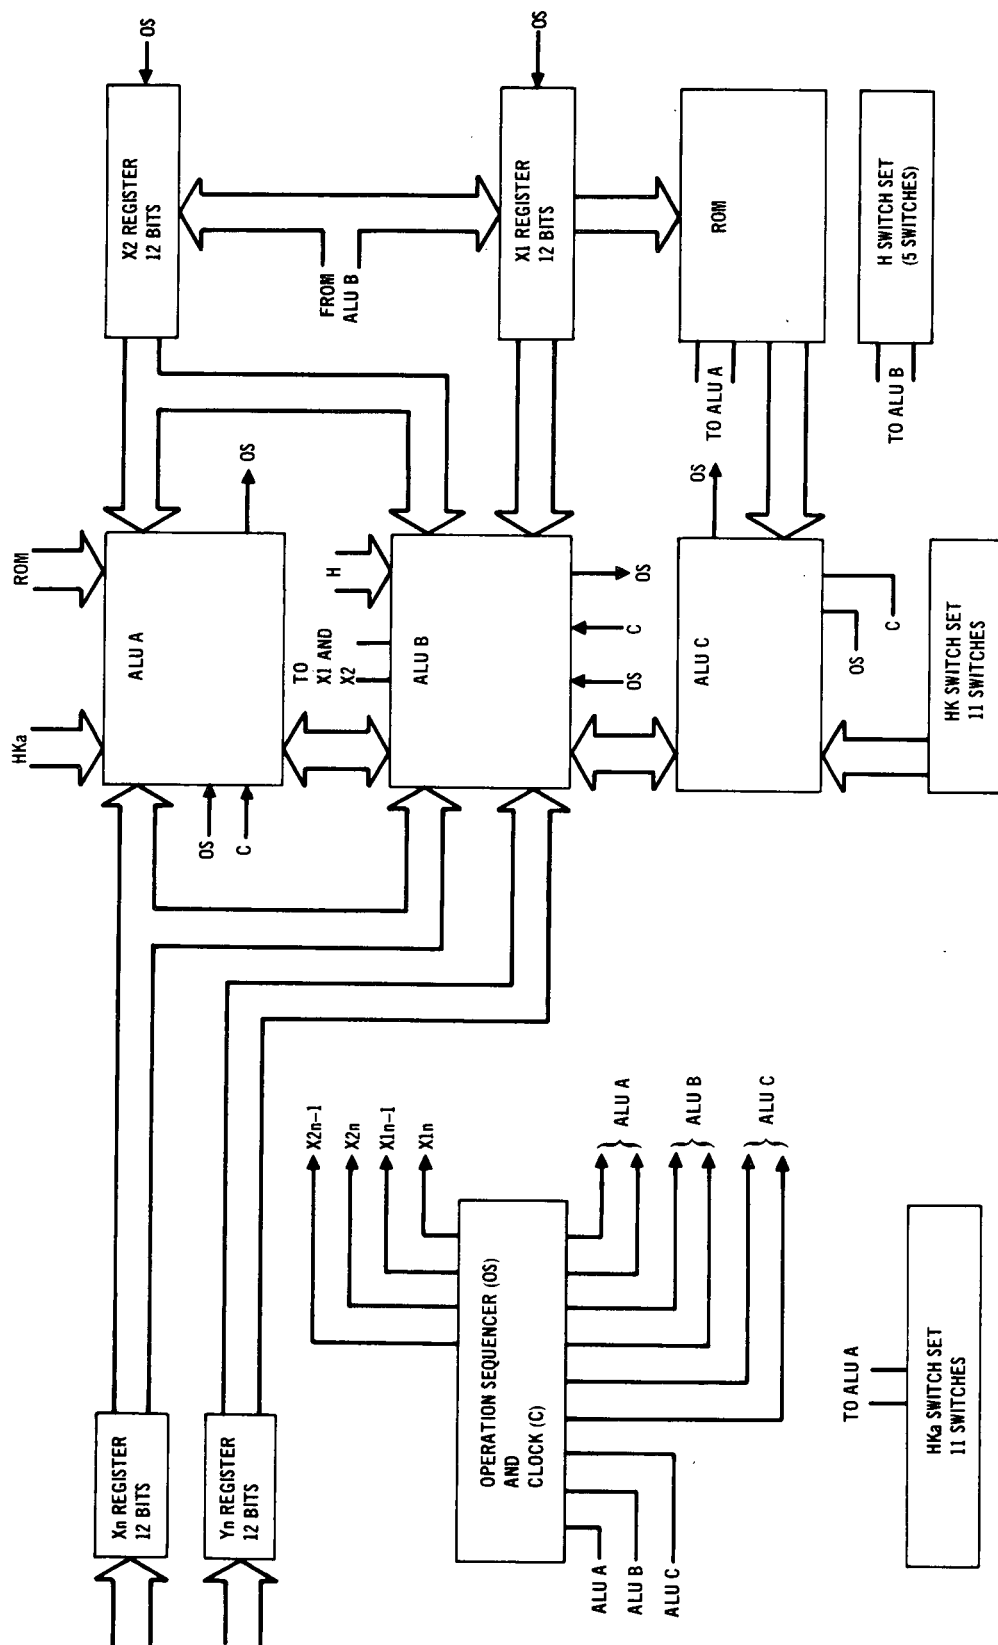 OS
X2 REGISTER
12 BITS
FROM
ALU B
OS
X1 REGISTER
12 BITS
ROM
H SWITCH SET
(5 SWITCHES)
TO ALU A
TO ALU B
ROM
HKa
ALU A
OS
OS
C
H
TO
X1 AND
X2
ALU B
OS
C
OS
OS
ALU C
OS
C
HK SWITCH SET
11 SWITCHES
X2n-1
X2n
X1n-1
X1n
ALU A
ALU B
ALU C
OPERATION SEQUENCER (OS)
AND
CLOCK (C)
ALU A
ALU B
ALU C
TO ALU A
HKa SWITCH SET
11 SWITCHES
Xn REGISTER
12 BITS
Yn REGISTER
12 BITS